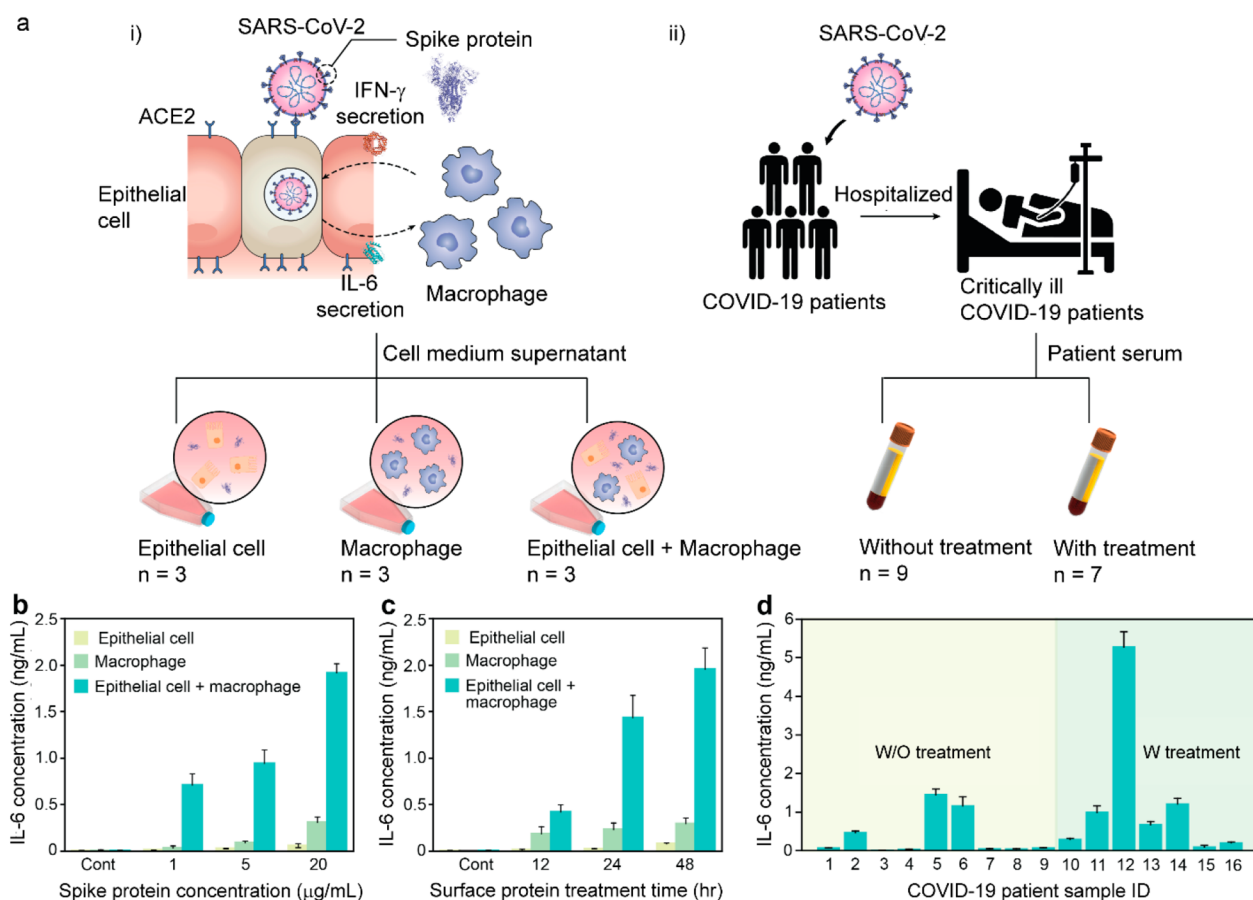 a
i)
SARS-CoV-2
Spike protein
IFN-γ
secretion
ACE2
Epithelial
cell
IL-6
secretion
Macrophage
ii)
SARS-CoV-2
Hospitalized
COVID-19 patients
Critically ill
COVID-19 patients
Cell medium supernatant
Patient serum
Epithelial cell
n = 3
Macrophage
n = 3
Epithelial cell + Macrophage
n = 3
Without treatment
n = 9
With treatment
n = 7
b
IL-6 concentration (ng/mL)
2.5
2.0
1.5
1.0
0.5
0
Epithelial cell
Macrophage
Epithelial cell + macrophage
Cont 1 5 20
Spike protein concentration (μg/mL)
c
IL-6 concentration (ng/mL)
2.5
2.0
1.5
1.0
0.5
0
Epithelial cell
Macrophage
Epithelial cell +
macrophage
Cont 12 24 48
Surface protein treatment time (hr)
d
IL-6 concentration (ng/mL)
6
5
4
3
2
1
0
W/O treatment
W treatment
1 2 3 4 5 6 7 8 9 10 11 12 13 14 15 16
COVID-19 patient sample ID